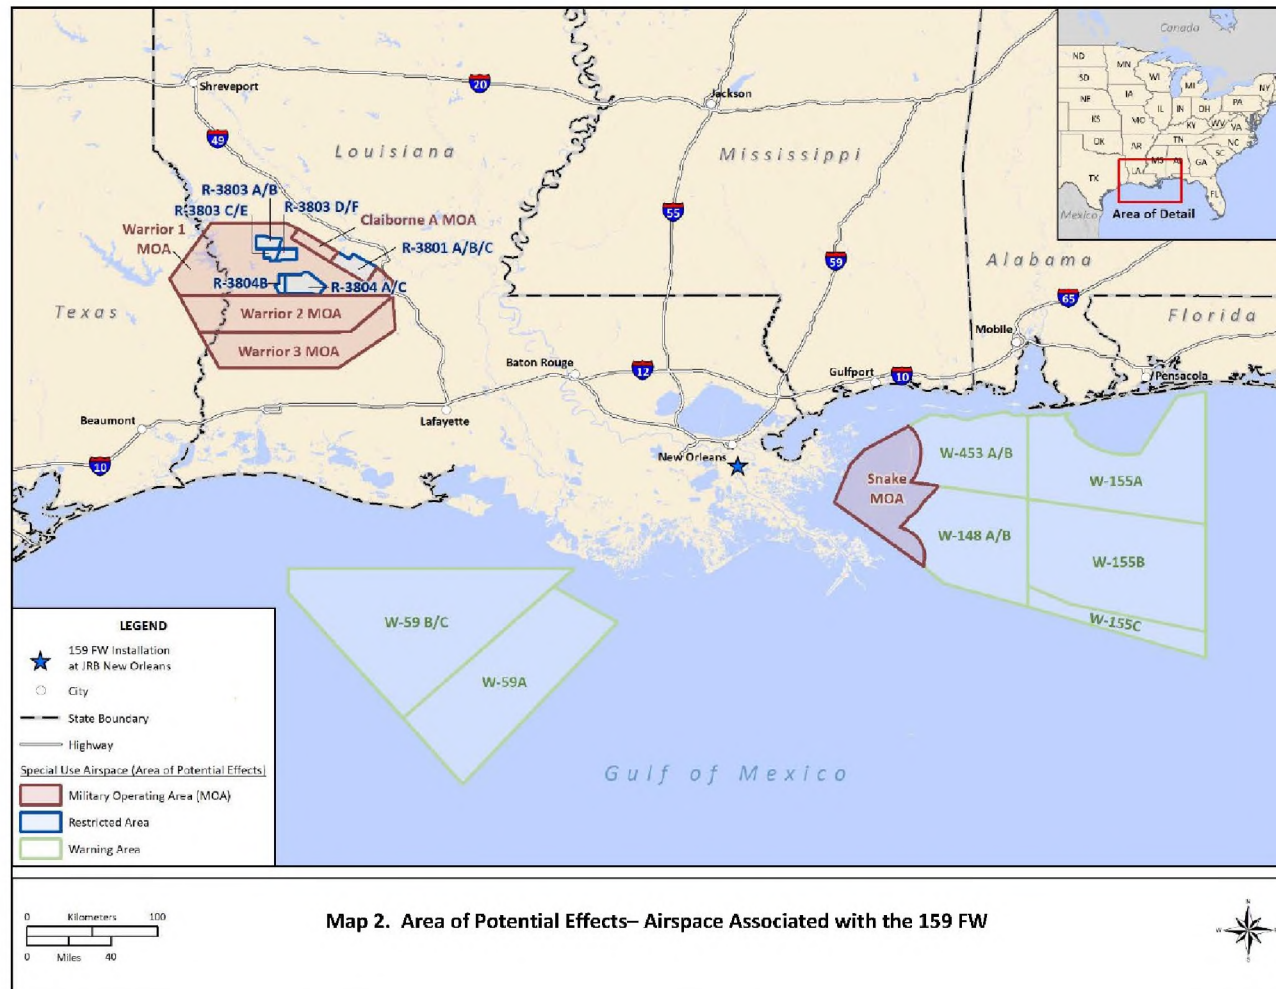 Canada
ND
MN
SD
WI
MI
NY
NE
IA
PA
IL
IN
OH
KS
MO
KY
WV
VA
OK
AR
TN
NC
SC
MS
AL
GA
TX
LA
FL
Mexico
Area of Detail
Shreveport
20
Jackson
49
Louisiana
Mississippi
R-3803 A/B
R-3803 C/E
R-3803 D/F
Claiborne A MOA
Warrior 1
MOA
R-3801 A/B/C
55
59
Alabama
R-3804B
R-3804 A/C
65
Texas
Warrior 2 MOA
Florida
Mobile
Warrior 3 MOA
Baton Rouge
12
Gulfport
10
Pensacola
Beaumont
Lafayette
10
New Orleans
Snake
MOA
W-453 A/B
W-155A
W-148 A/B
W-155B
W-155C
W-59 B/C
W-59A
Gulf of Mexico
LEGEND
159 FW Installation
at JRB New Orleans
City
State Boundary
Highway
Special Use Airspace (Area of Potential Effects)
Military Operating Area (MOA)
Restricted Area
Warning Area
0 Kilometers 100
0 Miles 40
Map 2. Area of Potential Effects– Airspace Associated with the 159 FW
N
W
E
S